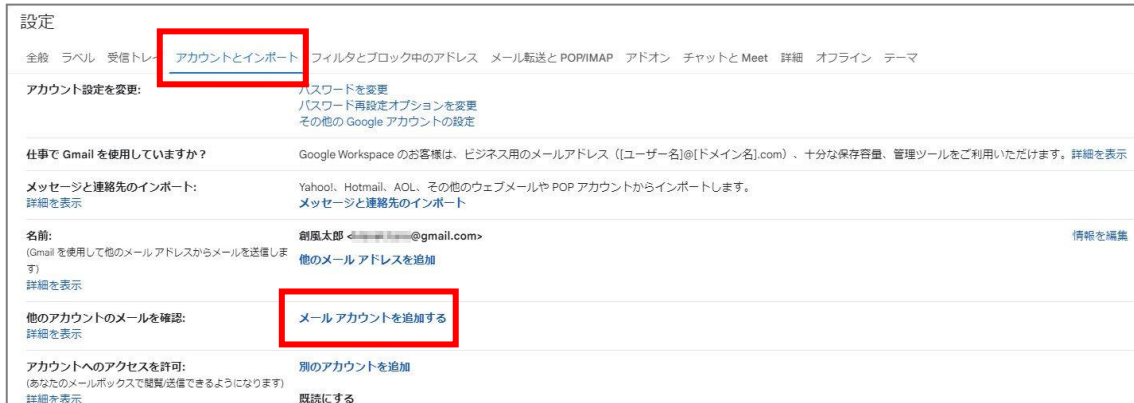 設定
全般 ラベル 受信トレイ アカウントとインポート フィルタとブロック中のアドレス メール転送と POP/IMAP アドオン チャットと Meet 詳細 オフライン テーマ
アカウント設定を変更: パスワードを変更
パスワード再設定オプションを変更
その他の Google アカウントの設定
仕事で Gmail を使用していますか？ Google Workspace のお客様は、ビジネス用のメールアドレス（[ユーザー名]@[ドメイン名].com）、十分な保存容量、管理ツールをご利用いただけます。詳細を表示
メッセージと連絡先のインポート: Yahoo!、Hotmail、AOL、その他のウェブメールや POP アカウントからインポートします。
詳細を表示 メッセージと連絡先のインポート
名前: 創風太郎 < @gmail.com> 情報を編集
(Gmail を使用して他のメール アドレスからメールを送信しま
す) 他のメール アドレスを追加
詳細を表示
他のアカウントのメールを確認: メール アカウントを追加する
詳細を表示
アカウントへのアクセスを許可: 別のアカウントを追加
(あなたのメールボックスで閲覧/送信できるようになります)
詳細を表示 既読にする